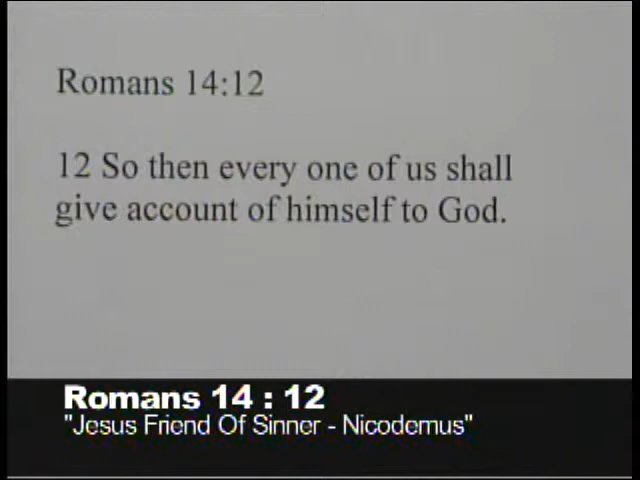 Romans 14:12
12 So then every one of us shall
give account of himself to God.
Romans 14 : 12
"Jesus Friend Of Sinner - Nicodemus"